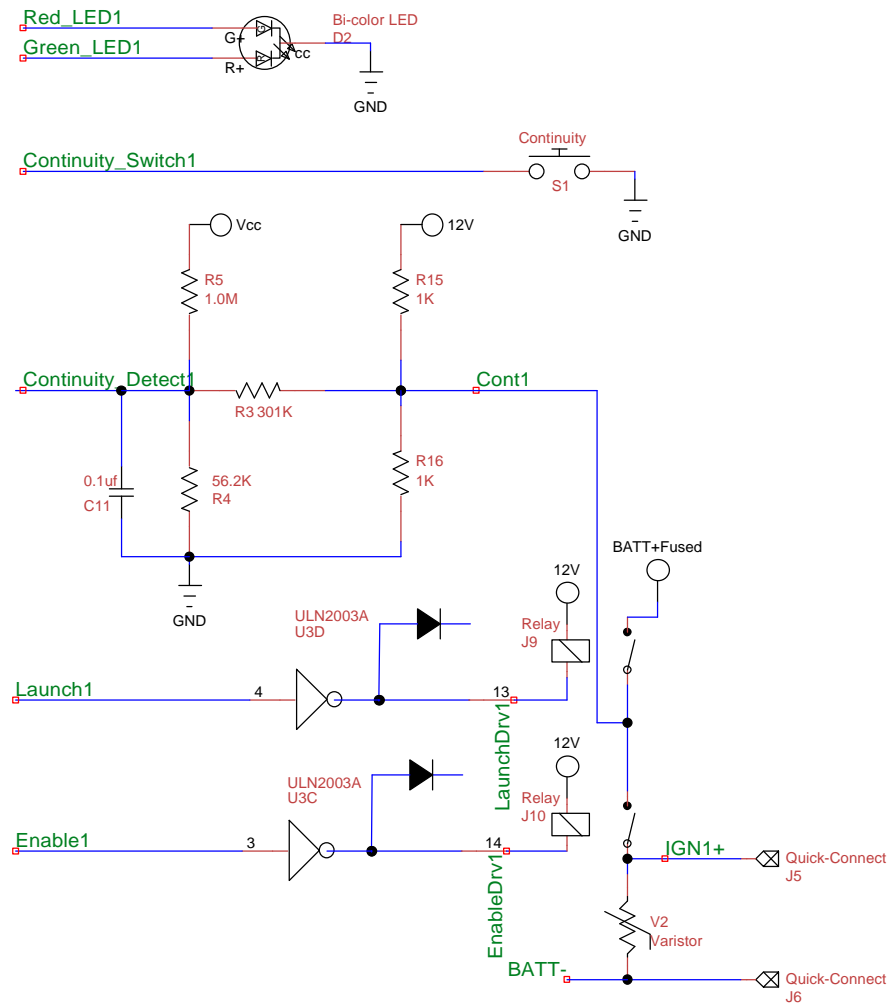 Red_LED1
Bi-color LED
D2
G+
G
Green_LED1
R
cc
R+
GND
Continuity_Switch1
Continuity
S1
GND
Vcc
12V
R5
1.0M
R15
1K
Continuity_Detect1
Cont1
R3 301K
0.1uf
C11
56.2K
R4
R16
1K
GND
BATT+Fused
12V
ULN2003A
U3D
Relay
J9
Launch1
4
13
LaunchDrv1
12V
ULN2003A
U3C
Relay
J10
Enable1
3
14
EnableDrv1
IGN1+
Quick-Connect
J5
V2
Varistor
BATT-
Quick-Connect
J6